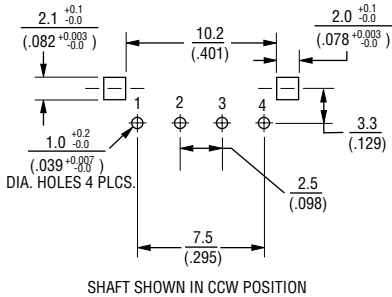 2.1 +0.1 -0.0
(.082 +0.003 -0.0)
10.2
(.401)
2.0 +0.1 -0.0
(.078 +0.003 -0.0)
1 2 3 4
1.0 +0.2 -0.0
(.039 +0.007 -0.0)
DIA. HOLES 4 PLCS.
3.3
(.129)
2.5
(.098)
7.5
(.295)
SHAFT SHOWN IN CCW POSITION